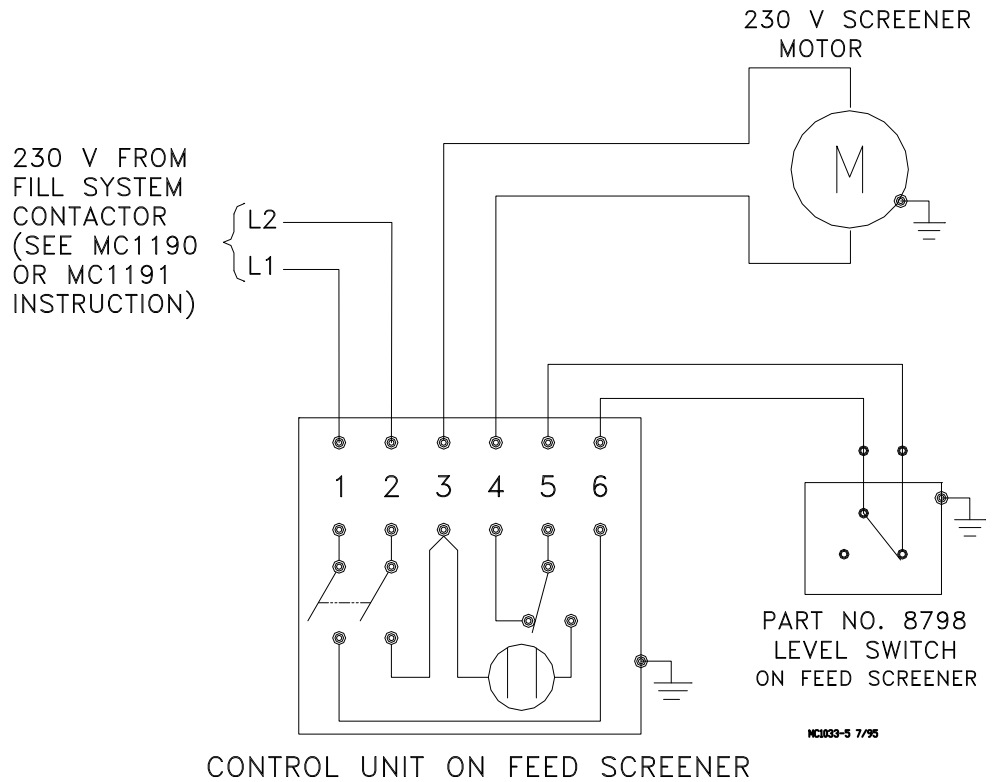 230 V SCREENER
MOTOR
M
230 V FROM
FILL SYSTEM
CONTACTOR
(SEE MC1190
OR MC1191
INSTRUCTION)
L2
L1
1 2 3 4 5 6
PART NO. 8798
LEVEL SWITCH
ON FEED SCREENER
MC1033-5 7/95
CONTROL UNIT ON FEED SCREENER